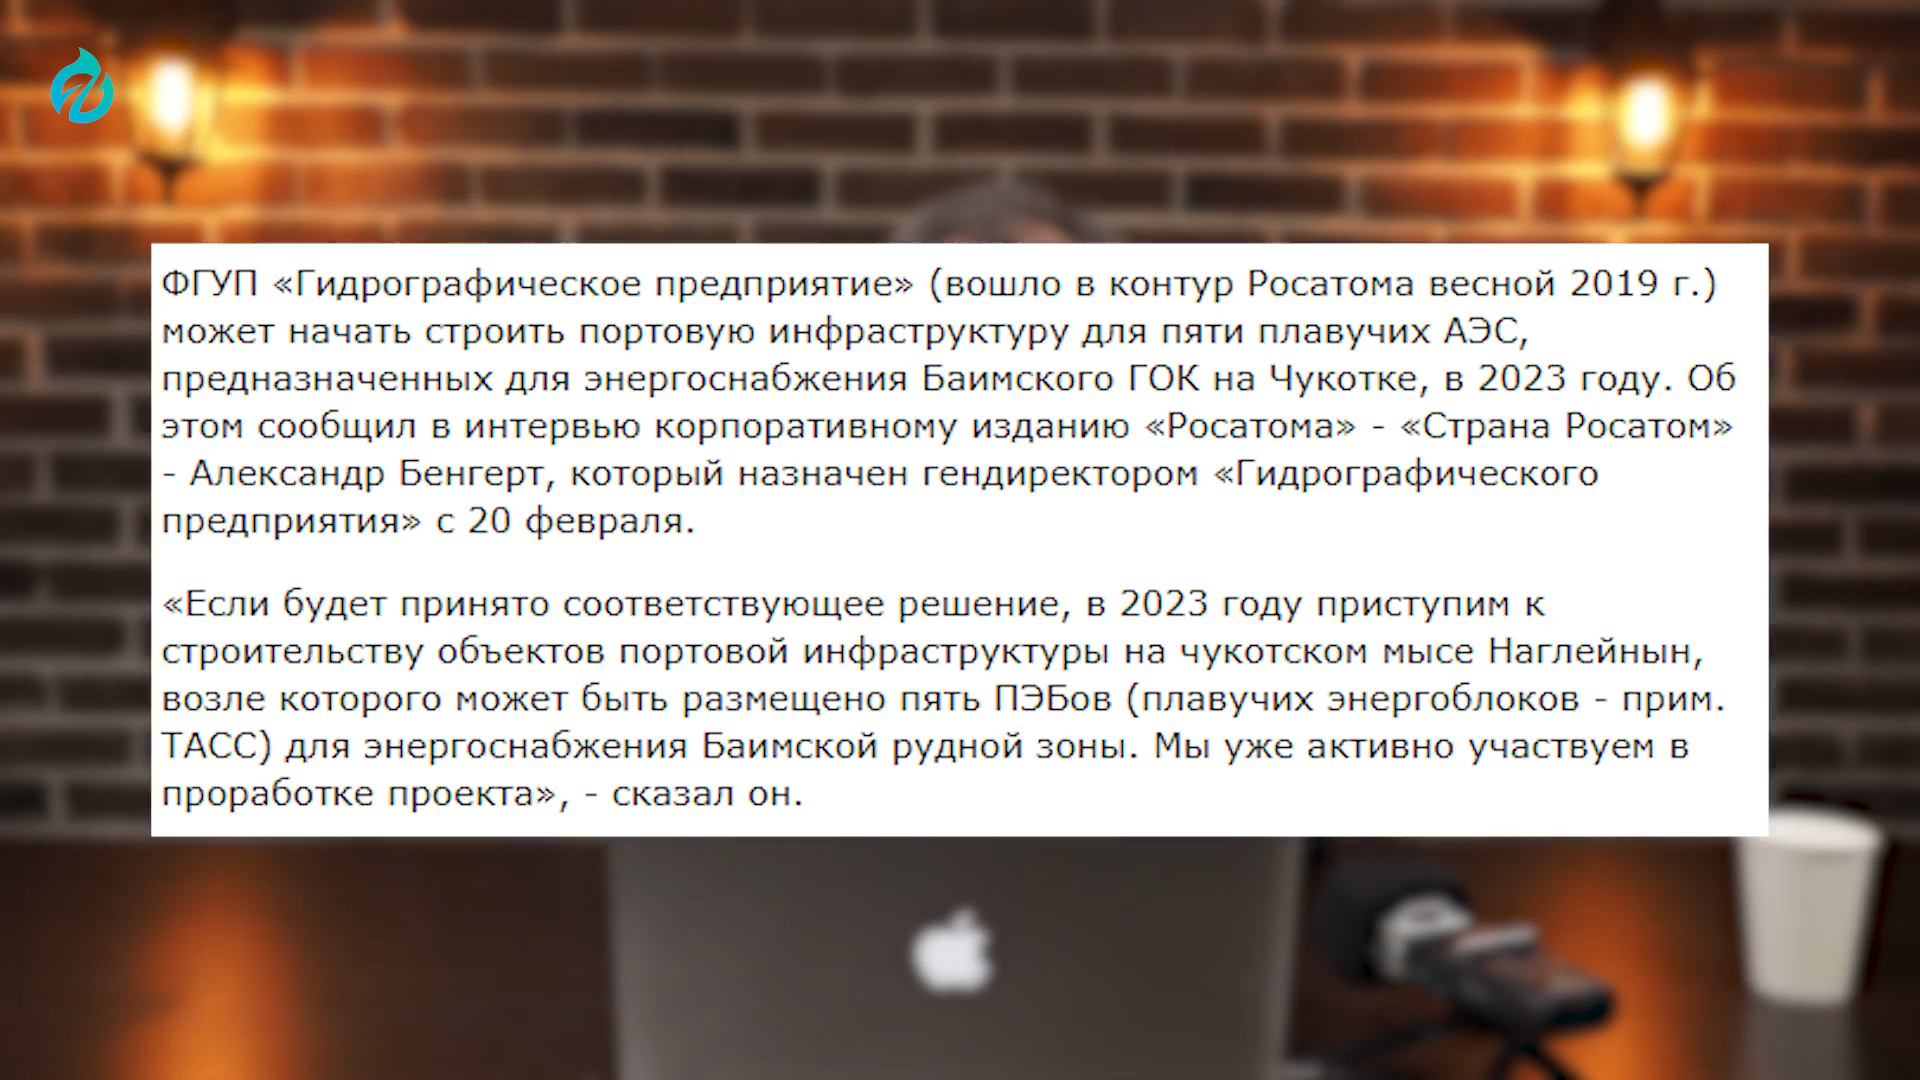 ФГУП «Гидрографическое предприятие» (вошло в контур Росатома весной 2019 г.)
может начать строить портовую инфраструктуру для пяти плавучих АЭС,
предназначенных для энергоснабжения Баимского ГОК на Чукотке, в 2023 году. Об
этом сообщил в интервью корпоративному изданию «Росатома» - «Страна Росатом»
- Александр Бенгерт, который назначен гендиректором «Гидрографического
предприятия» с 20 февраля.
«Если будет принято соответствующее решение, в 2023 году приступим к
строительству объектов портовой инфраструктуры на чукотском мысе Наглейнын,
возле которого может быть размещено пять ПЭБов (плавучих энергоблоков - прим.
ТАСС) для энергоснабжения Баимской рудной зоны. Мы уже активно участвуем в
проработке проекта», - сказал он.